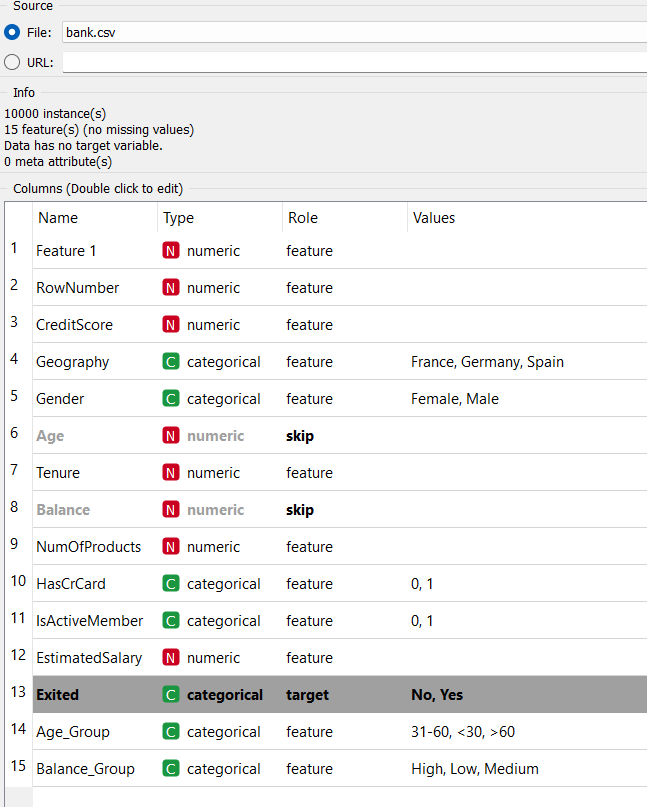 Source
File: bank.csv
URL:
Info
10000 instance(s)
15 feature(s) (no missing values)
Data has no target variable.
0 meta attribute(s)
Columns (Double click to edit)
Name Type Role Values
1 Feature 1 N numeric feature
2 RowNumber N numeric feature
3 CreditScore N numeric feature
4 Geography C categorical feature France, Germany, Spain
5 Gender C categorical feature Female, Male
6 Age N numeric skip
7 Tenure N numeric feature
8 Balance N numeric skip
9 NumOfProducts N numeric feature
10 HasCrCard C categorical feature 0, 1
11 IsActiveMember C categorical feature 0, 1
12 EstimatedSalary N numeric feature
13 Exited C categorical target No, Yes
14 Age_Group C categorical feature 31-60, <30, >60
15 Balance_Group C categorical feature High, Low, Medium